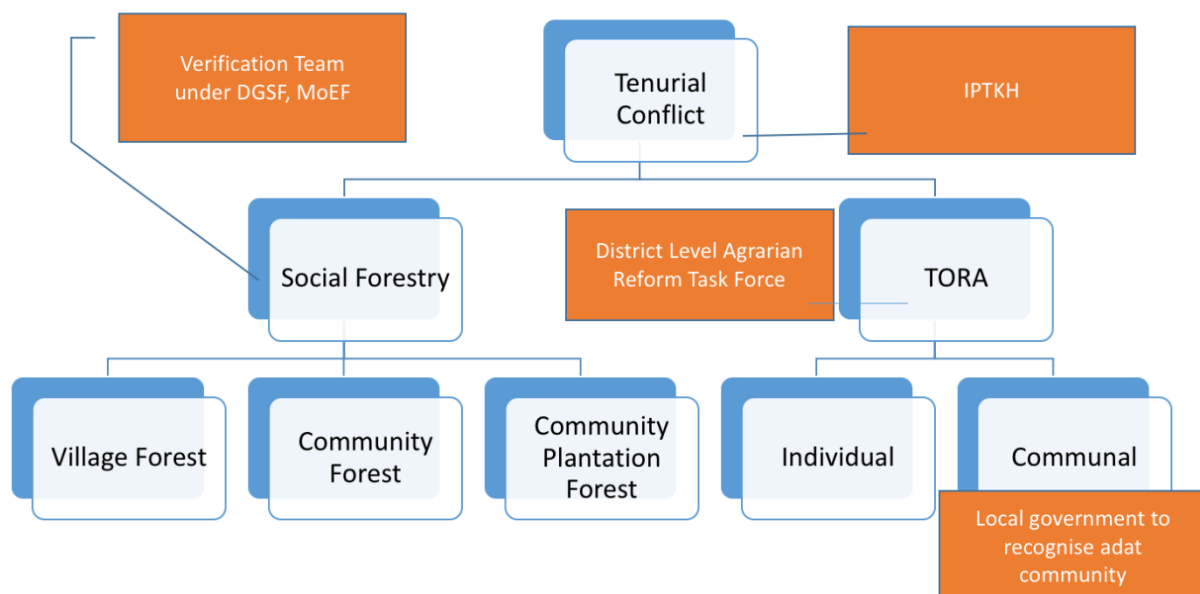 Verification Team
under DGSF, MoEF
Tenurial
Conflict
IPTKH
Social Forestry
District Level Agrarian
Reform Task Force
TORA
Village Forest
Community
Forest
Community
Plantation
Forest
Individual
Communal
Local government to
recognise adat
community